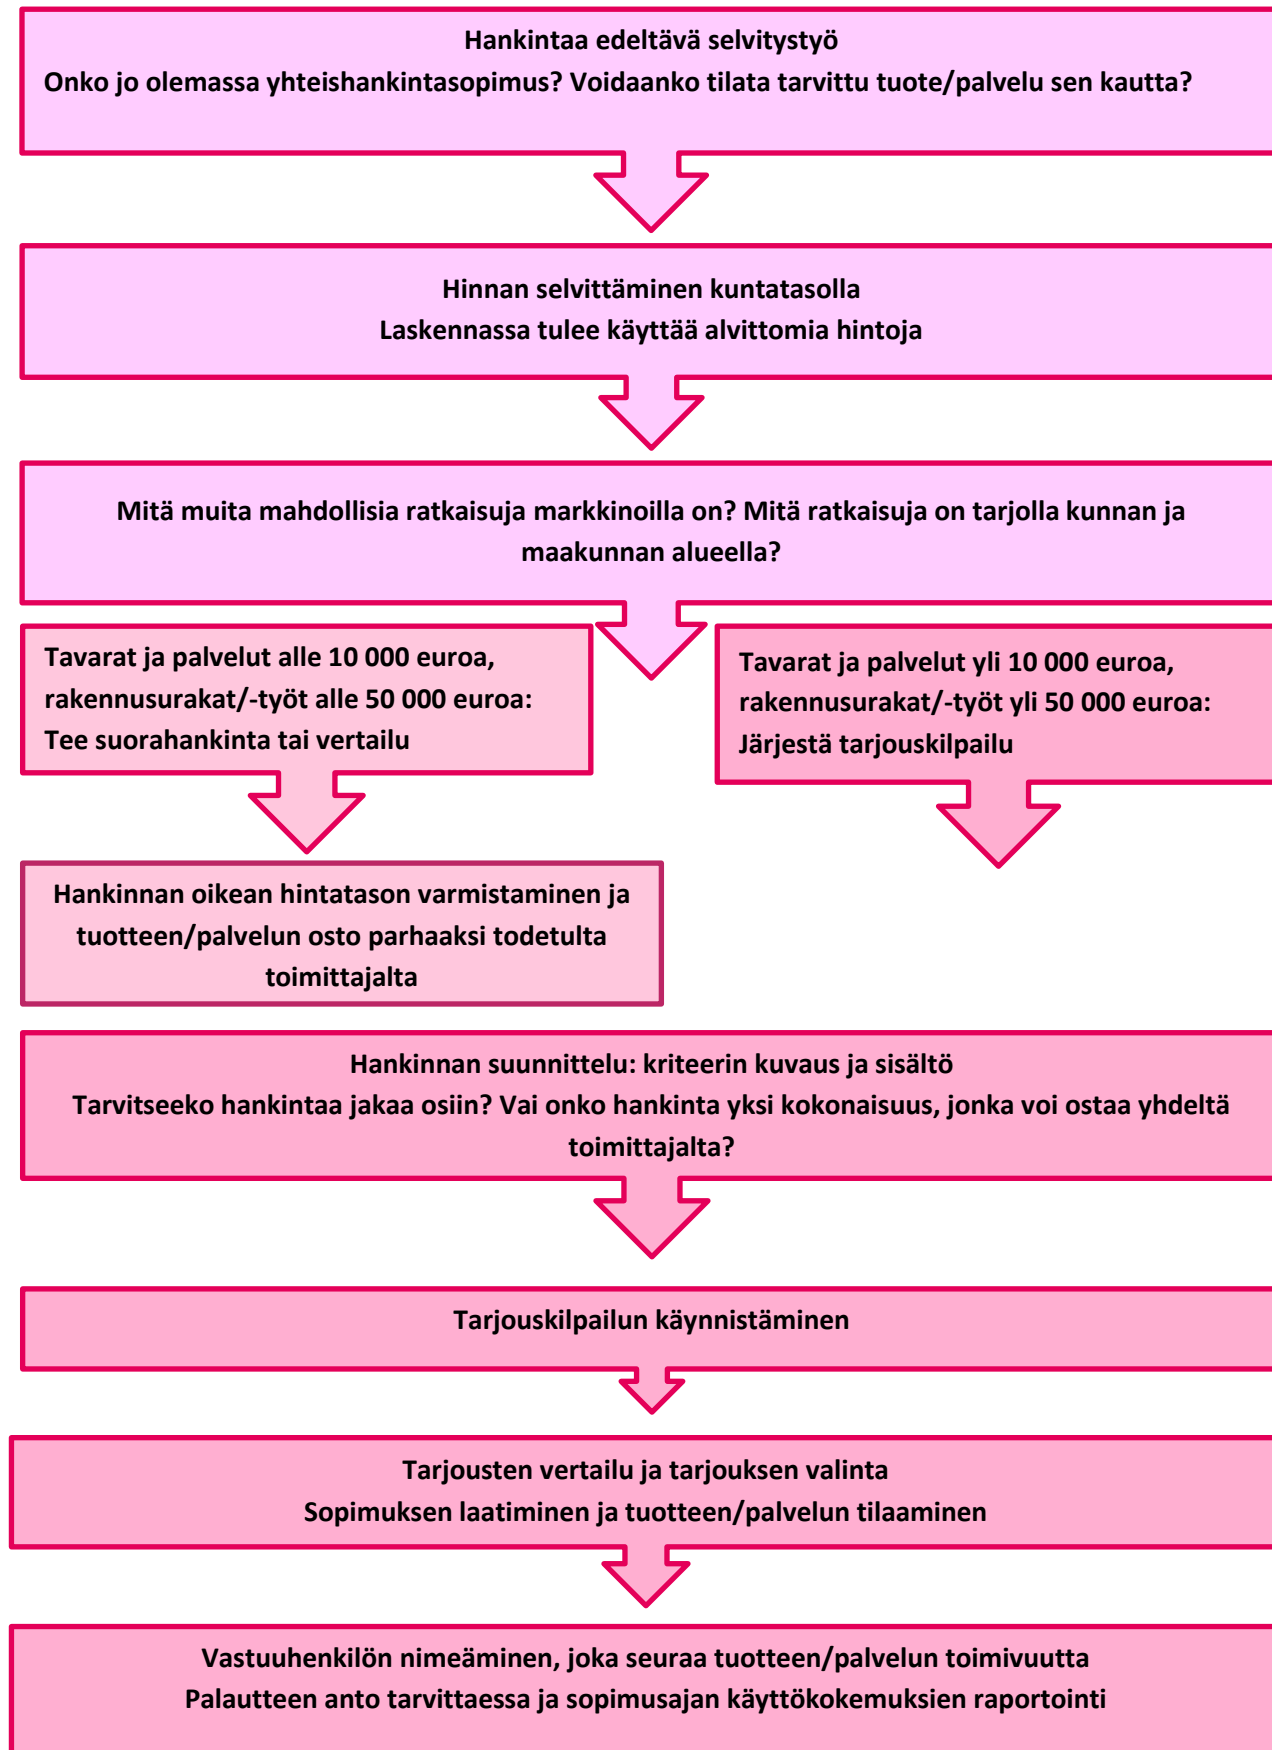 Hankintaa edeltävä selvitystyö
Onko jo olemassa yhteishankintasopimus? Voidaanko tilata tarvittu tuote/palvelu sen kautta?
Hinnan selvittäminen kuntatasolla
Laskennassa tulee käyttää alvittomia hintoja
Mitä muita mahdollisia ratkaisuja markkinoilla on? Mitä ratkaisuja on tarjolla kunnan ja
maakunnan alueella?
Tavarat ja palvelut alle 10 000 euroa,
rakennusurakat/-työt alle 50 000 euroa:
Tee suorahankinta tai vertailu
Tavarat ja palvelut yli 10 000 euroa,
rakennusurakat/-työt yli 50 000 euroa:
Järjestä tarjouskilpailu
Hankinnan oikean hintatason varmistaminen ja
tuotteen/palvelun osto parhaaksi todetulta
toimittajalta
Hankinnan suunnittelu: kriteerin kuvaus ja sisältö
Tarvitseeko hankintaa jakaa osiin? Vai onko hankinta yksi kokonaisuus, jonka voi ostaa yhdeltä
toimittajalta?
Tarjouskilpailun käynnistäminen
Tarjousten vertailu ja tarjouksen valinta
Sopimuksen laatiminen ja tuotteen/palvelun tilaaminen
Vastuuhenkilön nimeäminen, joka seuraa tuotteen/palvelun toimivuutta
Palautteen anto tarvittaessa ja sopimusajan käyttökokemuksien raportointi